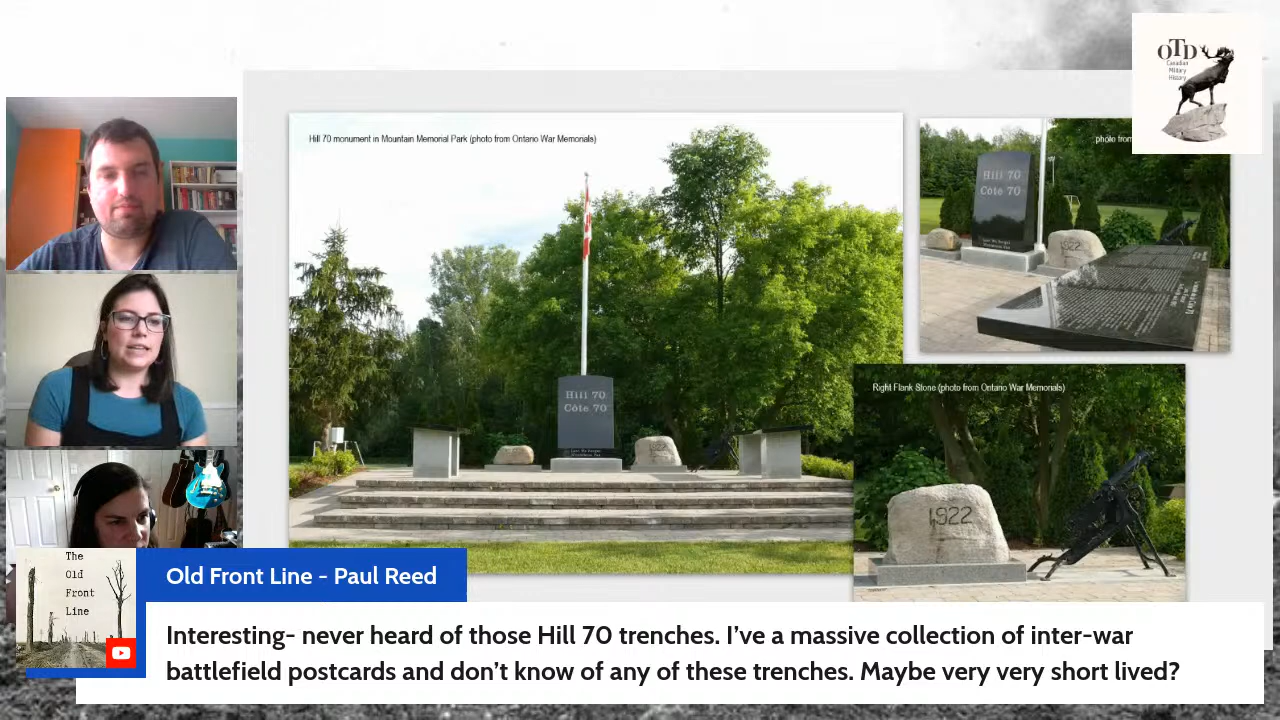 OTD
Canadian
Military
History
Hill 70 monument in Mountain Memorial Park (photo from Ontario War Memorials)
photo from
Hill 70
Côte 70
1922
Hill 70
Côte 70
Right Flank Stone (photo from Ontario War Memorials)
1922
The
Old
Front
Line
Old Front Line - Paul Reed
Interesting- never heard of those Hill 70 trenches. I’ve a massive collection of inter-war
battlefield postcards and don’t know of any of these trenches. Maybe very very short lived?